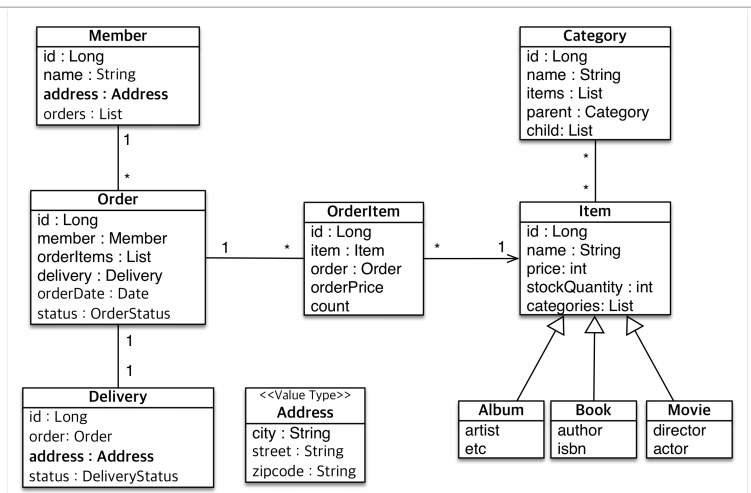 Member
id : Long
name : String
address : Address
orders : List
Category
id : Long
name : String
items : List
parent : Category
child: List
1
*
*
*
Order
id : Long
member : Member
orderItems : List
delivery : Delivery
orderDate : Date
status : OrderStatus
1
*
OrderItem
id : Long
item : Item
order : Order
orderPrice
count
*
1
Item
id : Long
name : String
price: int
stockQuantity : int
categories: List
1
1
Delivery
id : Long
order: Order
address : Address
status : DeliveryStatus
<<Value Type>>
Address
city : String
street : String
zipcode : String
Album
artist
etc
Book
author
isbn
Movie
director
actor